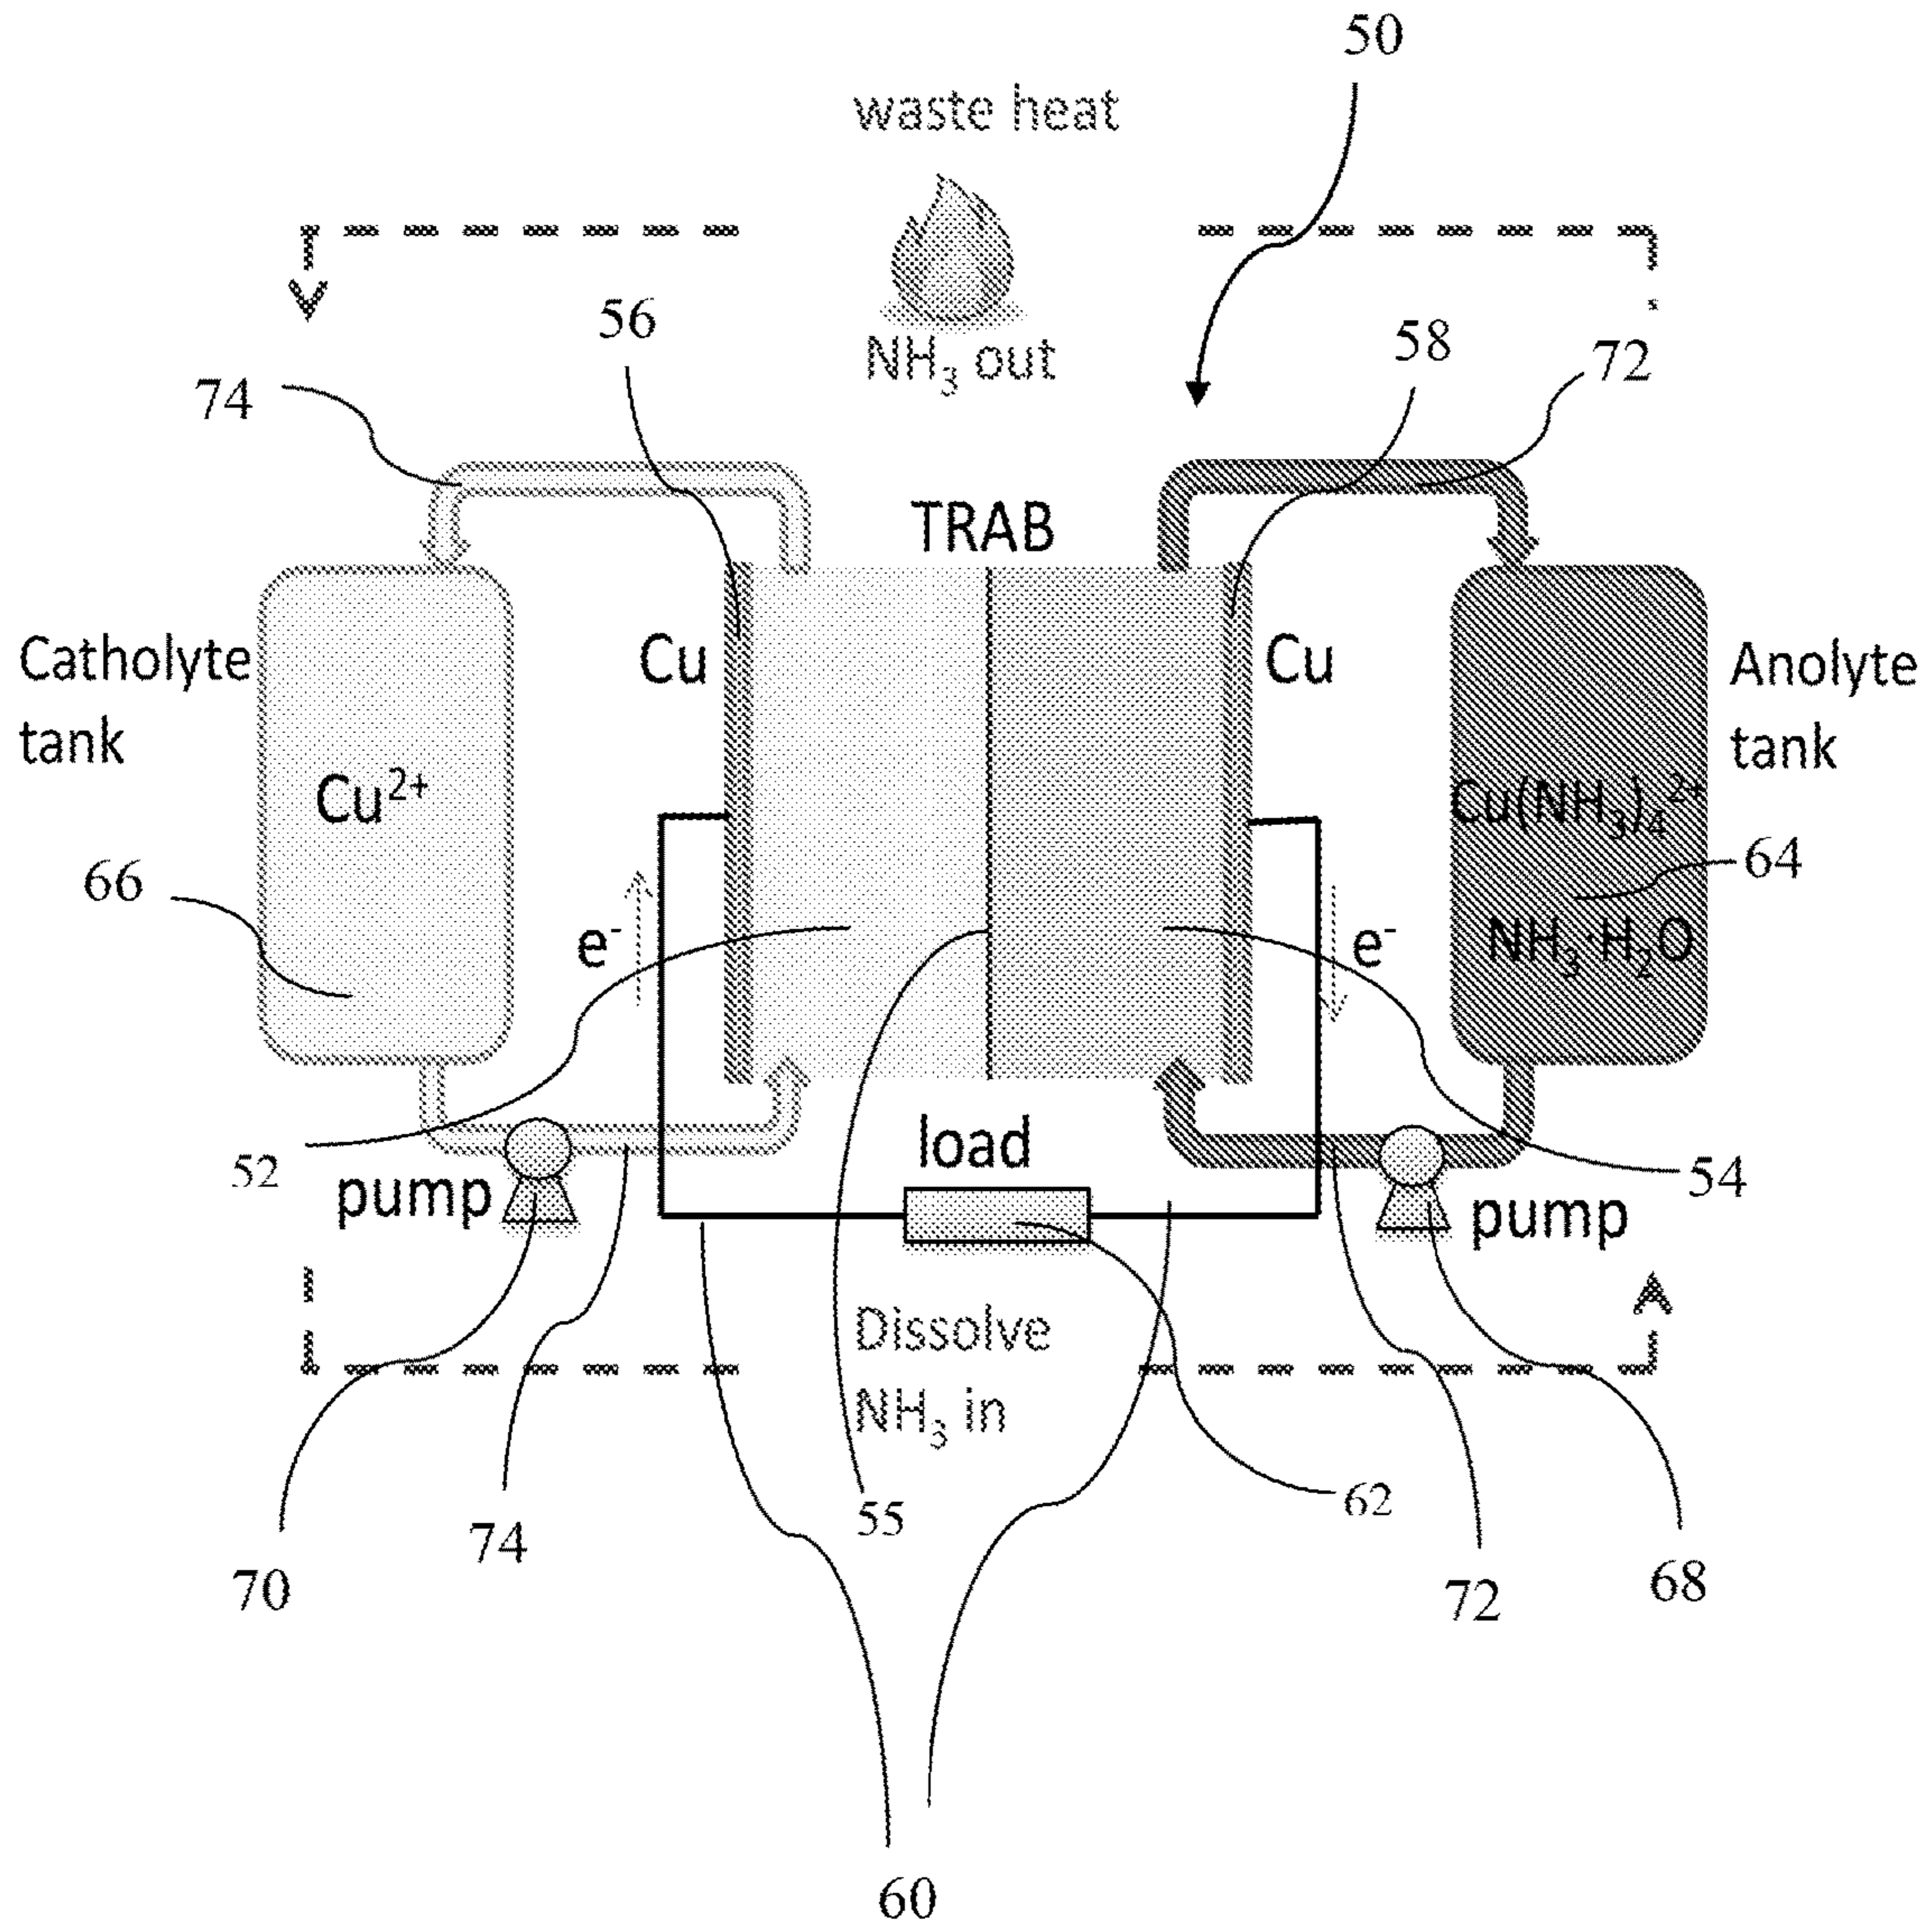 50
waste heat
56
NH₃ out
58
72
74
TRAB
Catholyte
tank
Cu
Cu
Anolyte
tank
Cu²⁺
Cu(NH₃)₄²⁺
66
64
e⁻
e⁻
NH₃·H₂O
52
pump
load
54
pump
Dissolve
NH₃ in
70
74
55
62
72
68
60